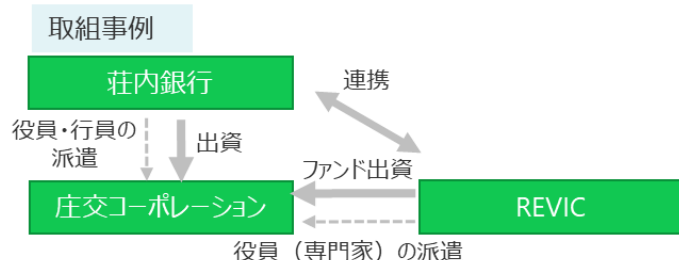 取組事例
荘内銀行
連携
役員・行員の
派遣
出資
ファンド出資
庄交コーポレーション
REVIC
役員（専門家）の派遣